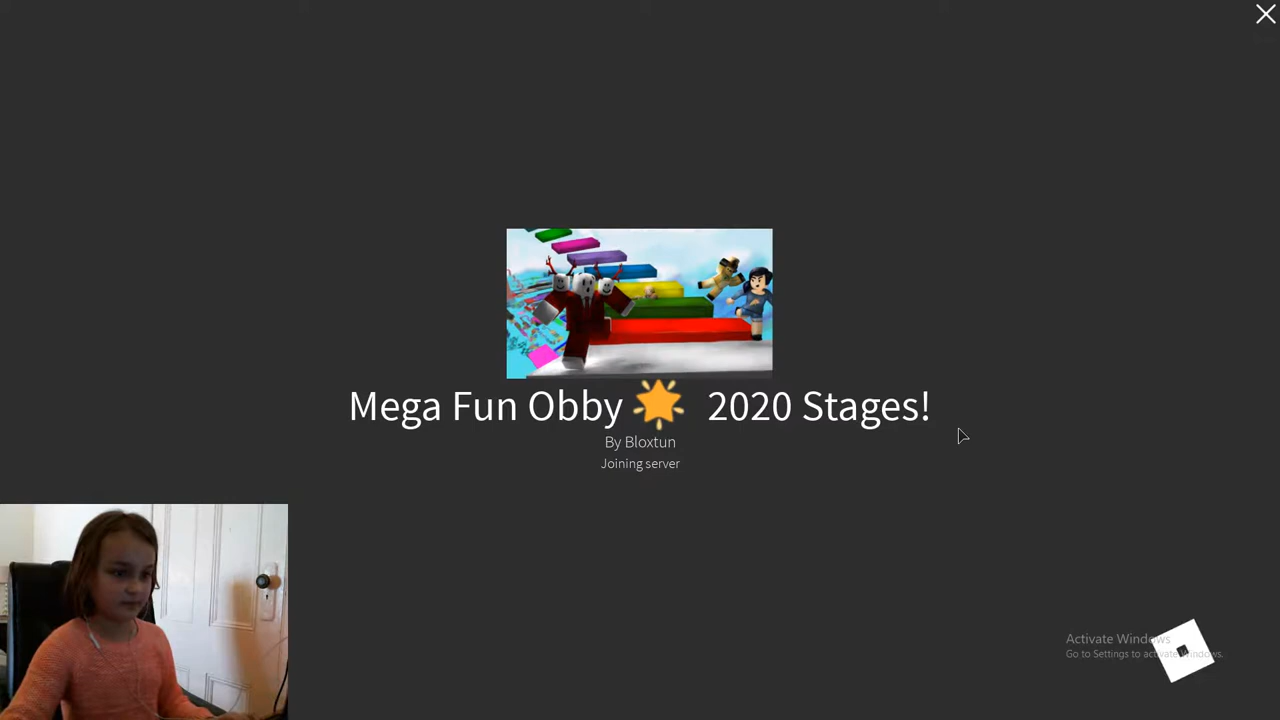 Mega Fun Obby 🌟 2020 Stages!
By Bloxtun
Joining server
Activate Windows
Go to Settings to activate Windows.